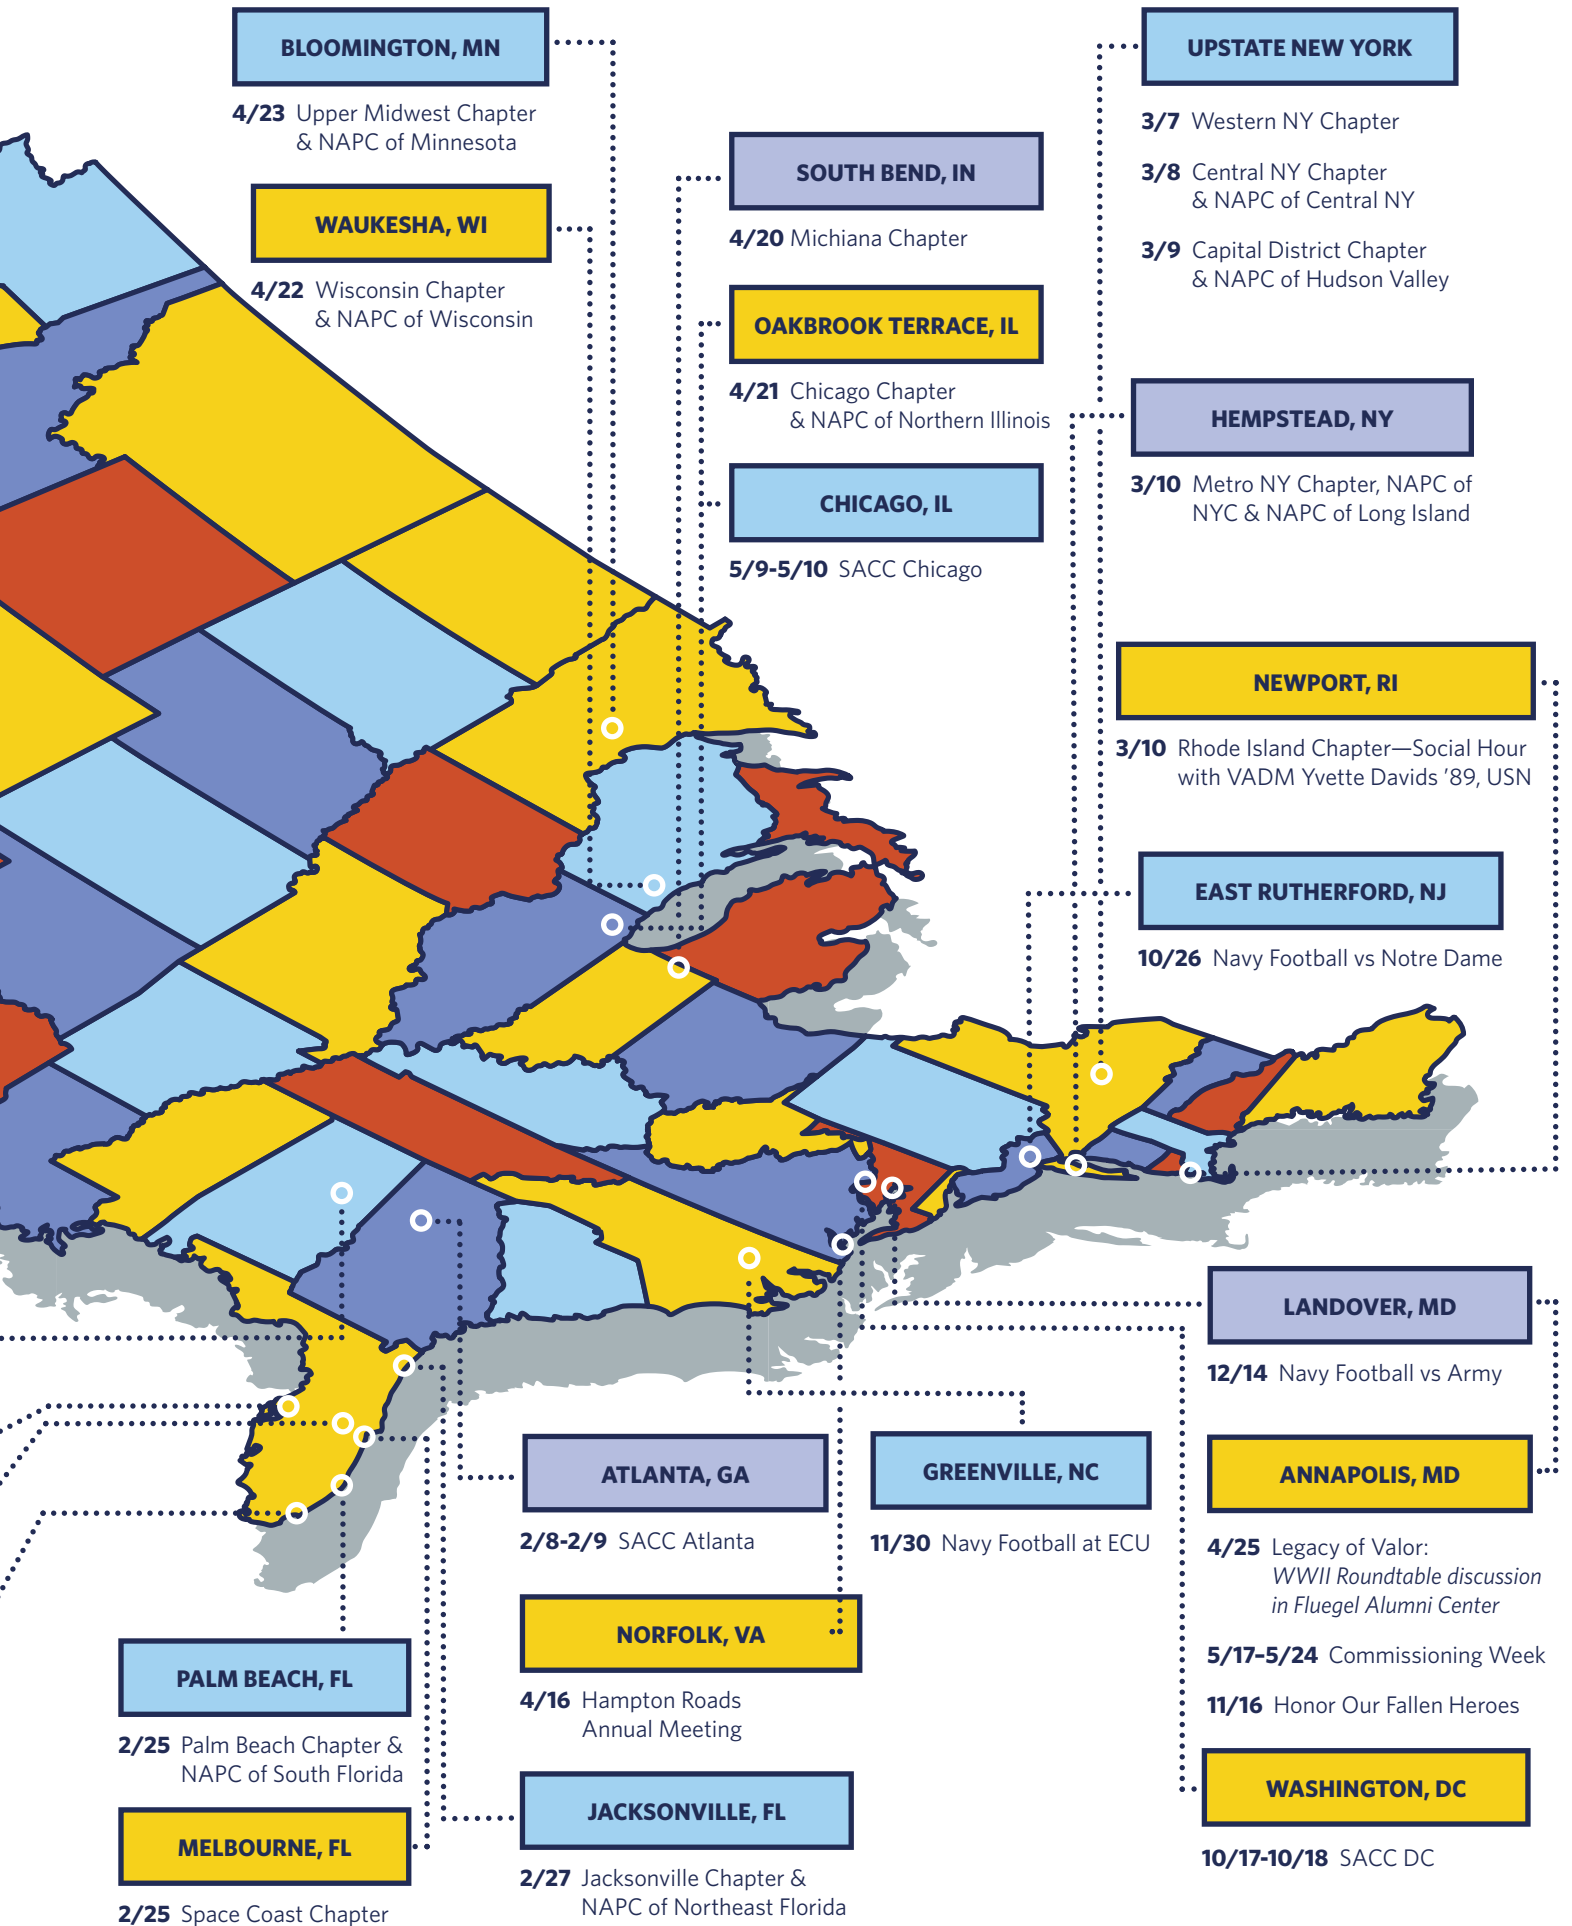 BLOOMINGTON, MN
4/23 Upper Midwest Chapter
& NAPC of Minnesota
WAUKESHA, WI
4/22 Wisconsin Chapter
& NAPC of Wisconsin
SOUTH BEND, IN
4/20 Michiana Chapter
OAKBROOK TERRACE, IL
4/21 Chicago Chapter
& NAPC of Northern Illinois
CHICAGO, IL
5/9-5/10 SACC Chicago
UPSTATE NEW YORK
3/7 Western NY Chapter
3/8 Central NY Chapter
& NAPC of Central NY
3/9 Capital District Chapter
& NAPC of Hudson Valley
HEMPSTEAD, NY
3/10 Metro NY Chapter, NAPC of
NYC & NAPC of Long Island
NEWPORT, RI
3/10 Rhode Island Chapter—Social Hour
with VADM Yvette Davids ’89, USN
EAST RUTHERFORD, NJ
10/26 Navy Football vs Notre Dame
LANDOVER, MD
12/14 Navy Football vs Army
ANNAPOLIS, MD
4/25 Legacy of Valor:
WWII Roundtable discussion
in Fluegel Alumni Center
5/17–5/24 Commissioning Week
11/16 Honor Our Fallen Heroes
WASHINGTON, DC
10/17-10/18 SACC DC
GREENVILLE, NC
11/30 Navy Football at ECU
ATLANTA, GA
2/8-2/9 SACC Atlanta
NORFOLK, VA
4/16 Hampton Roads
Annual Meeting
JACKSONVILLE, FL
2/27 Jacksonville Chapter &
NAPC of Northeast Florida
PALM BEACH, FL
2/25 Palm Beach Chapter &
NAPC of South Florida
MELBOURNE, FL
2/25 Space Coast Chapter